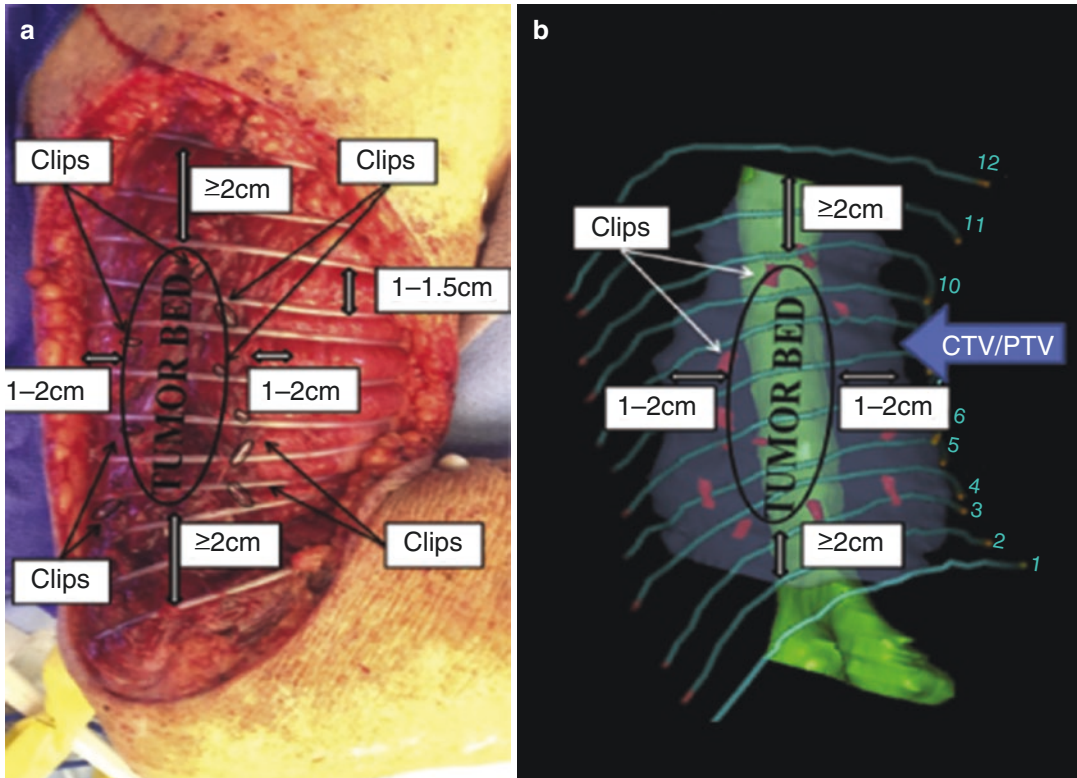 a
Clips
Clips
≥2cm
1–1.5cm
TUMOR BED
1–2cm
1–2cm
≥2cm
Clips
Clips
b
12
≥2cm
11
Clips
10
CTV/PTV
TUMOR BED
1–2cm
1–2cm
6
5
4
3
≥2cm
2
1